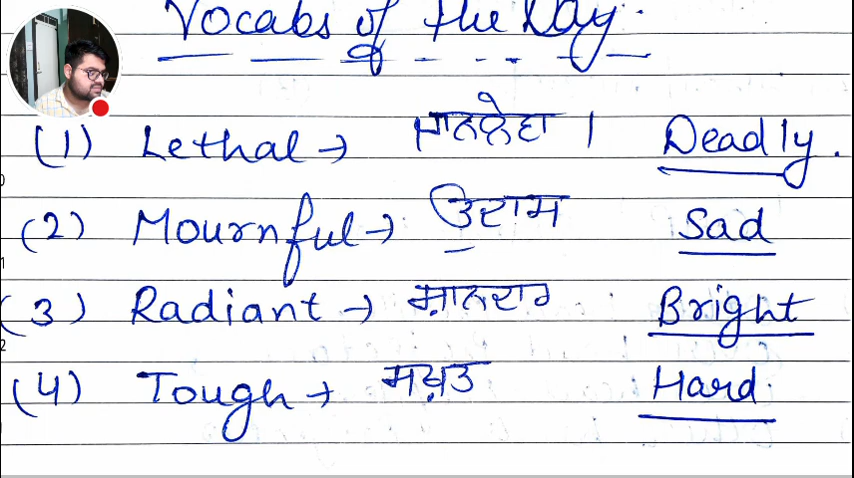 Vocabs of the Day.
(1) Lethal → ਜਾਨਲੇਵਾ । Deadly.
(2) Mournful → ਉਦਾਸ Sad
(3) Radiant → ਸ਼ਾਨਦਾਰ Bright
(4) Tough → ਸਖ਼ਤ Hard.